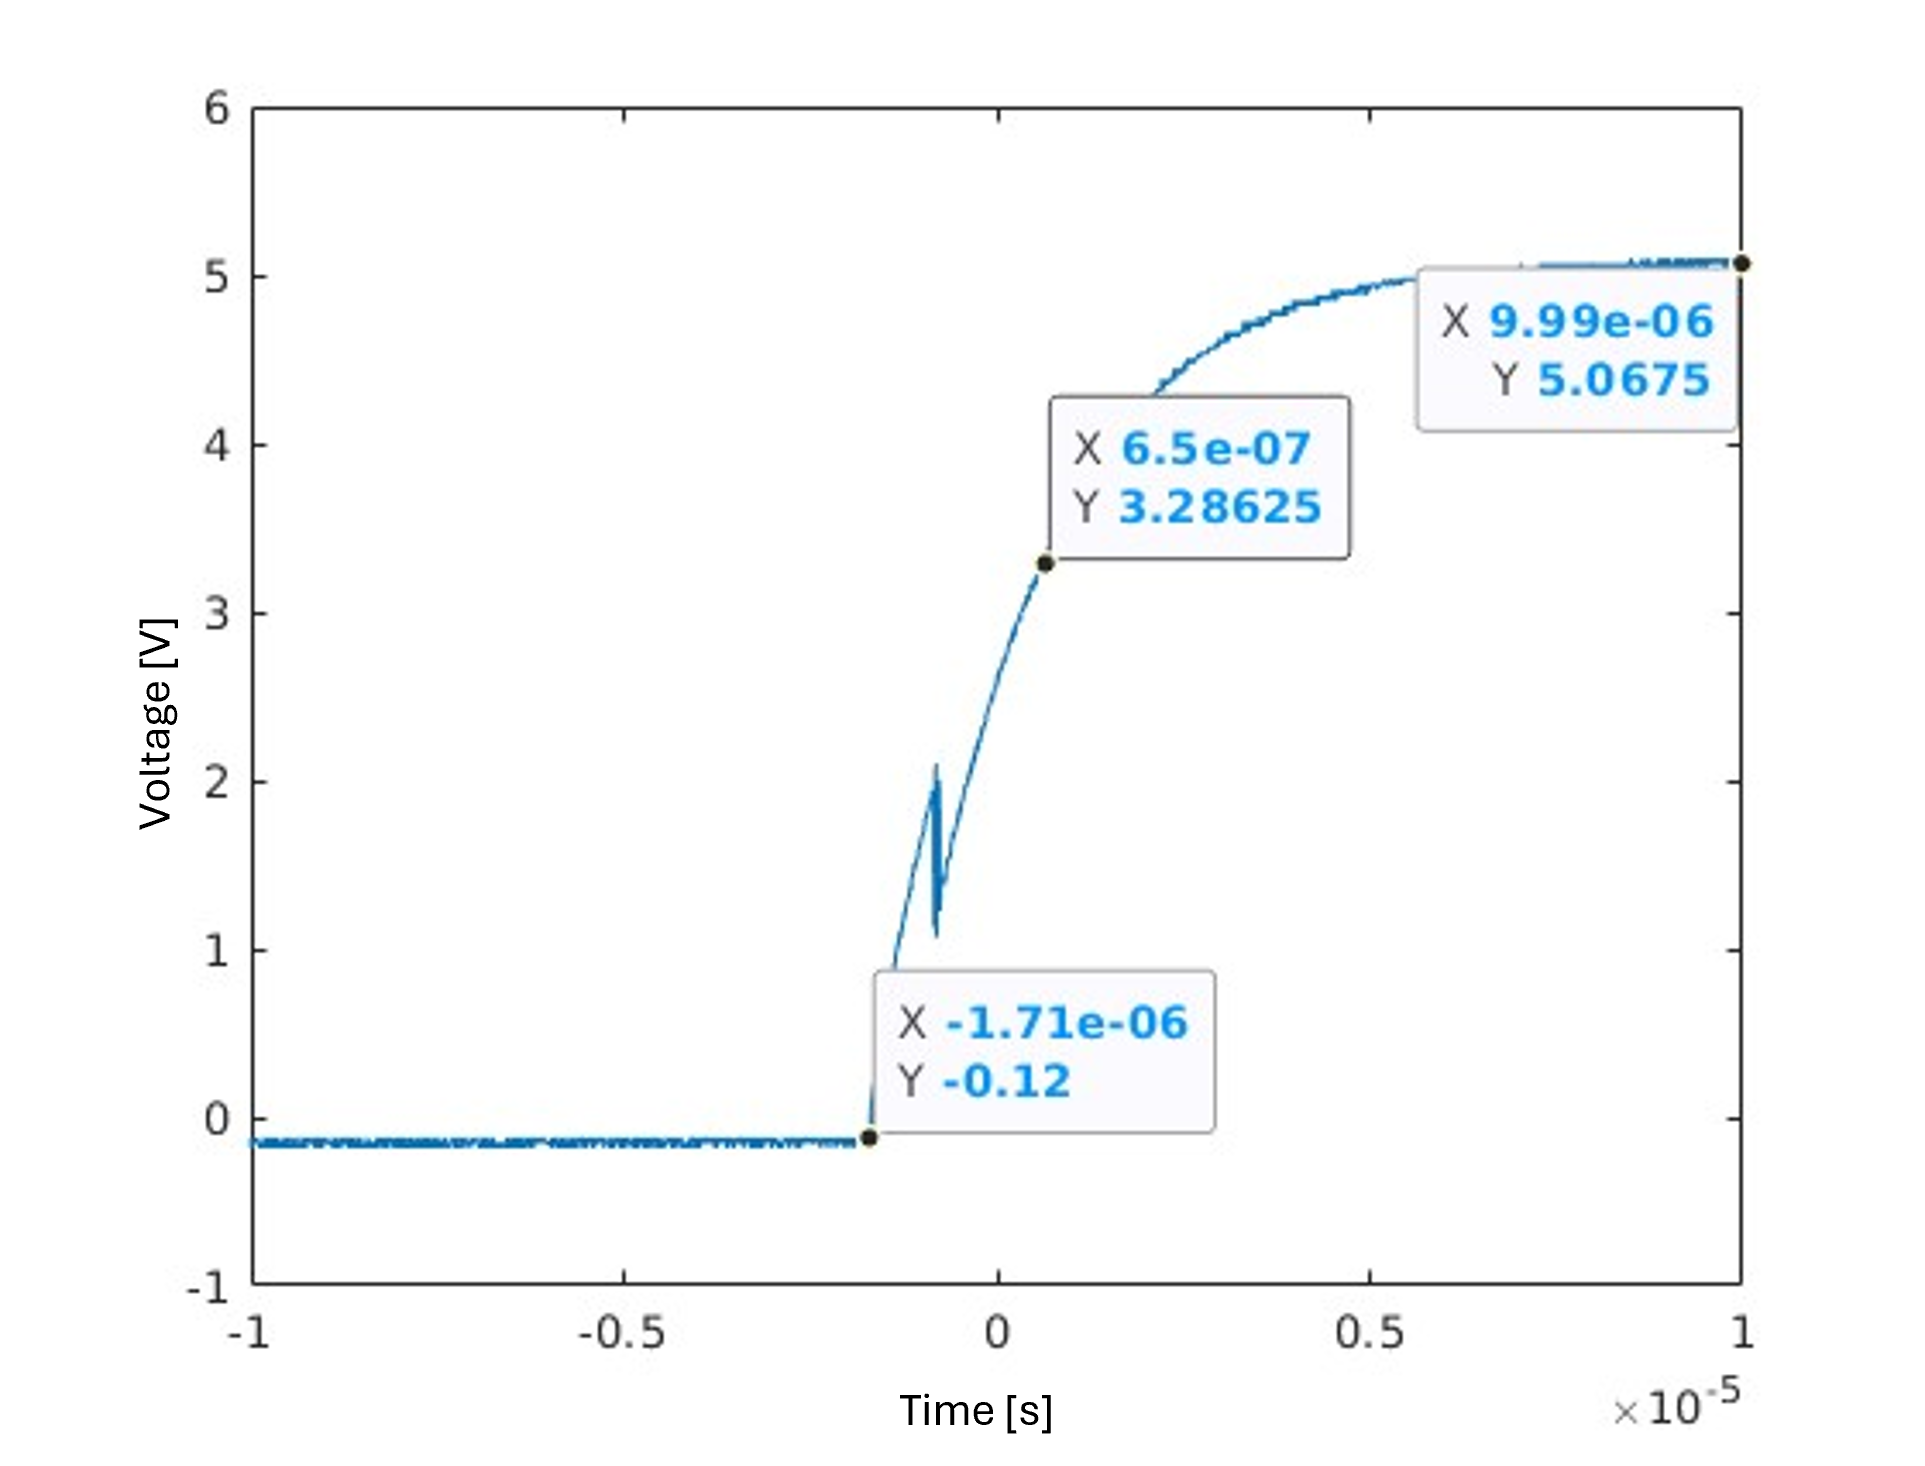 6
5
4
3
2
1
0
-1
Voltage [V]
X 9.99e-06
Y 5.0675
X 6.5e-07
Y 3.28625
X -1.71e-06
Y -0.12
-1 -0.5 0 0.5 1
Time [s]
×10-5